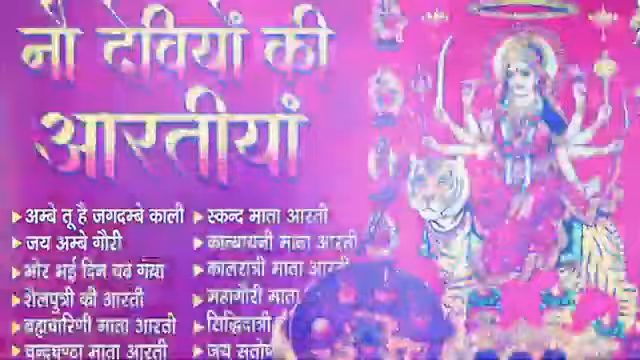 नौ देवियों की
आरतीयां
अम्बे तू है जगदम्बे काली
जय अम्बे गौरी
भोर भई दिन चढ़ गया
शैलपुत्री की आरती
ब्रह्मचारिणी माता आरती
चन्द्रघण्टा माता आरती
स्कन्द माता आरती
कात्यायनी माता आरती
कालरात्री माता आरती
महागौरी माता
सिद्धिदात्री
जय